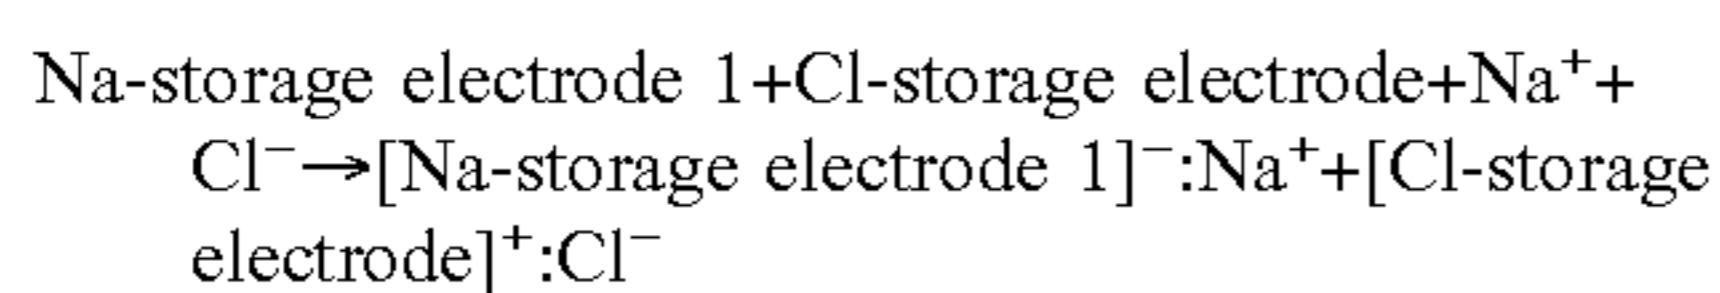 Na-storage electrode 1+Cl-storage electrode+Na⁺+
Cl⁻→[Na-storage electrode 1]⁻:Na⁺+[Cl-storage
electrode]⁺:Cl⁻